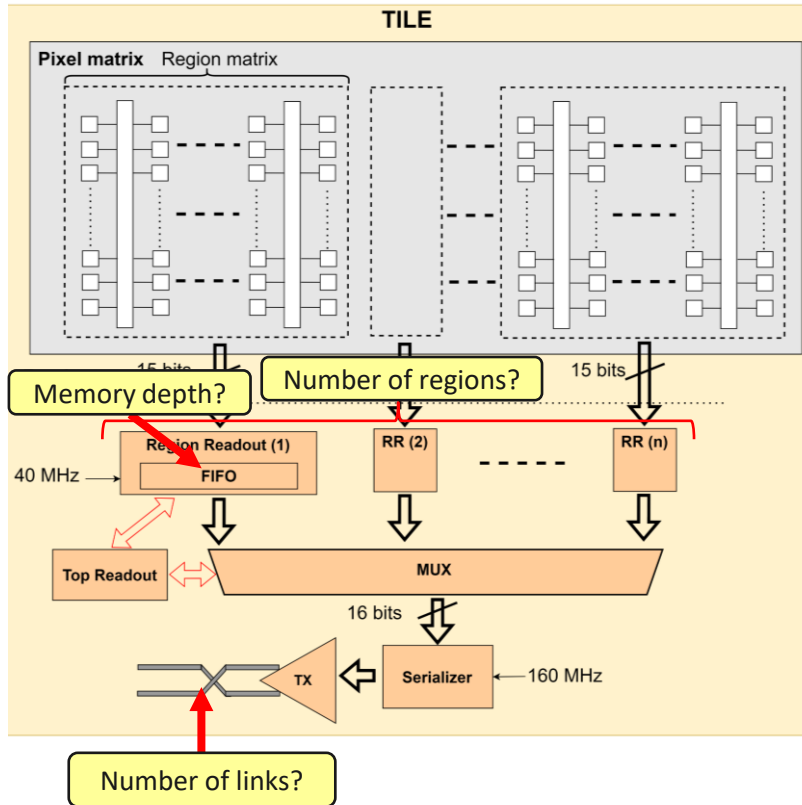 TILE
Pixel matrix Region matrix
15 bits
15 bits
Memory depth?
Number of regions?
Region Readout (1)
RR (2)
RR (n)
40 MHz
FIFO
Top Readout
MUX
16 bits
TX
Serializer
160 MHz
Number of links?